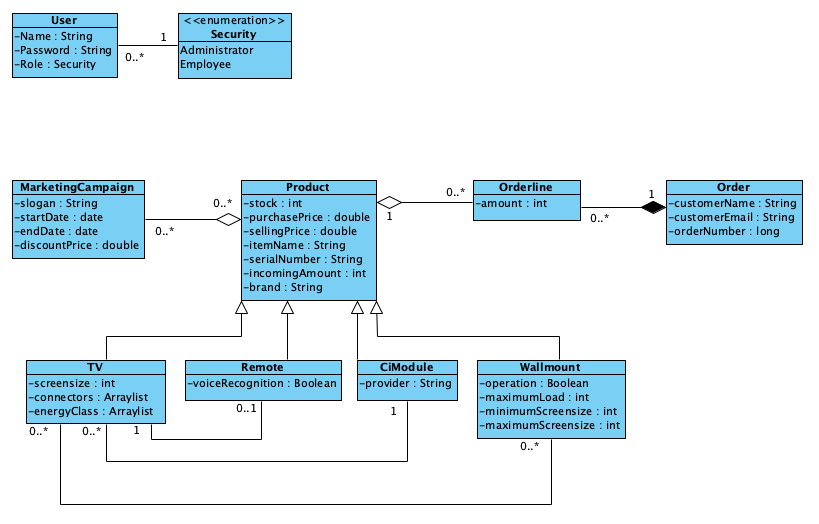 User
-Name : String
-Password : String
-Role : Security
1
0..*
<<enumeration>>
Security
Administrator
Employee
MarketingCampaign
-slogan : String
-startDate : date
-endDate : date
-discountPrice : double
0..*
0..*
Product
-stock : int
-purchasePrice : double
-sellingPrice : double
-itemName : String
-serialNumber : String
-incomingAmount : int
-brand : String
0..*
1
Orderline
-amount : int
1
0..*
Order
-customerName : String
-customerEmail : String
-orderNumber : long
TV
-screensize : int
-connectors : Arraylist
-energyClass : Arraylist
Remote
-voiceRecognition : Boolean
CiModule
-provider : String
Wallmount
-operation : Boolean
-maximumLoad : int
-minimumScreensize : int
-maximumScreensize : int
0..*
0..*
1
0..1
1
0..*